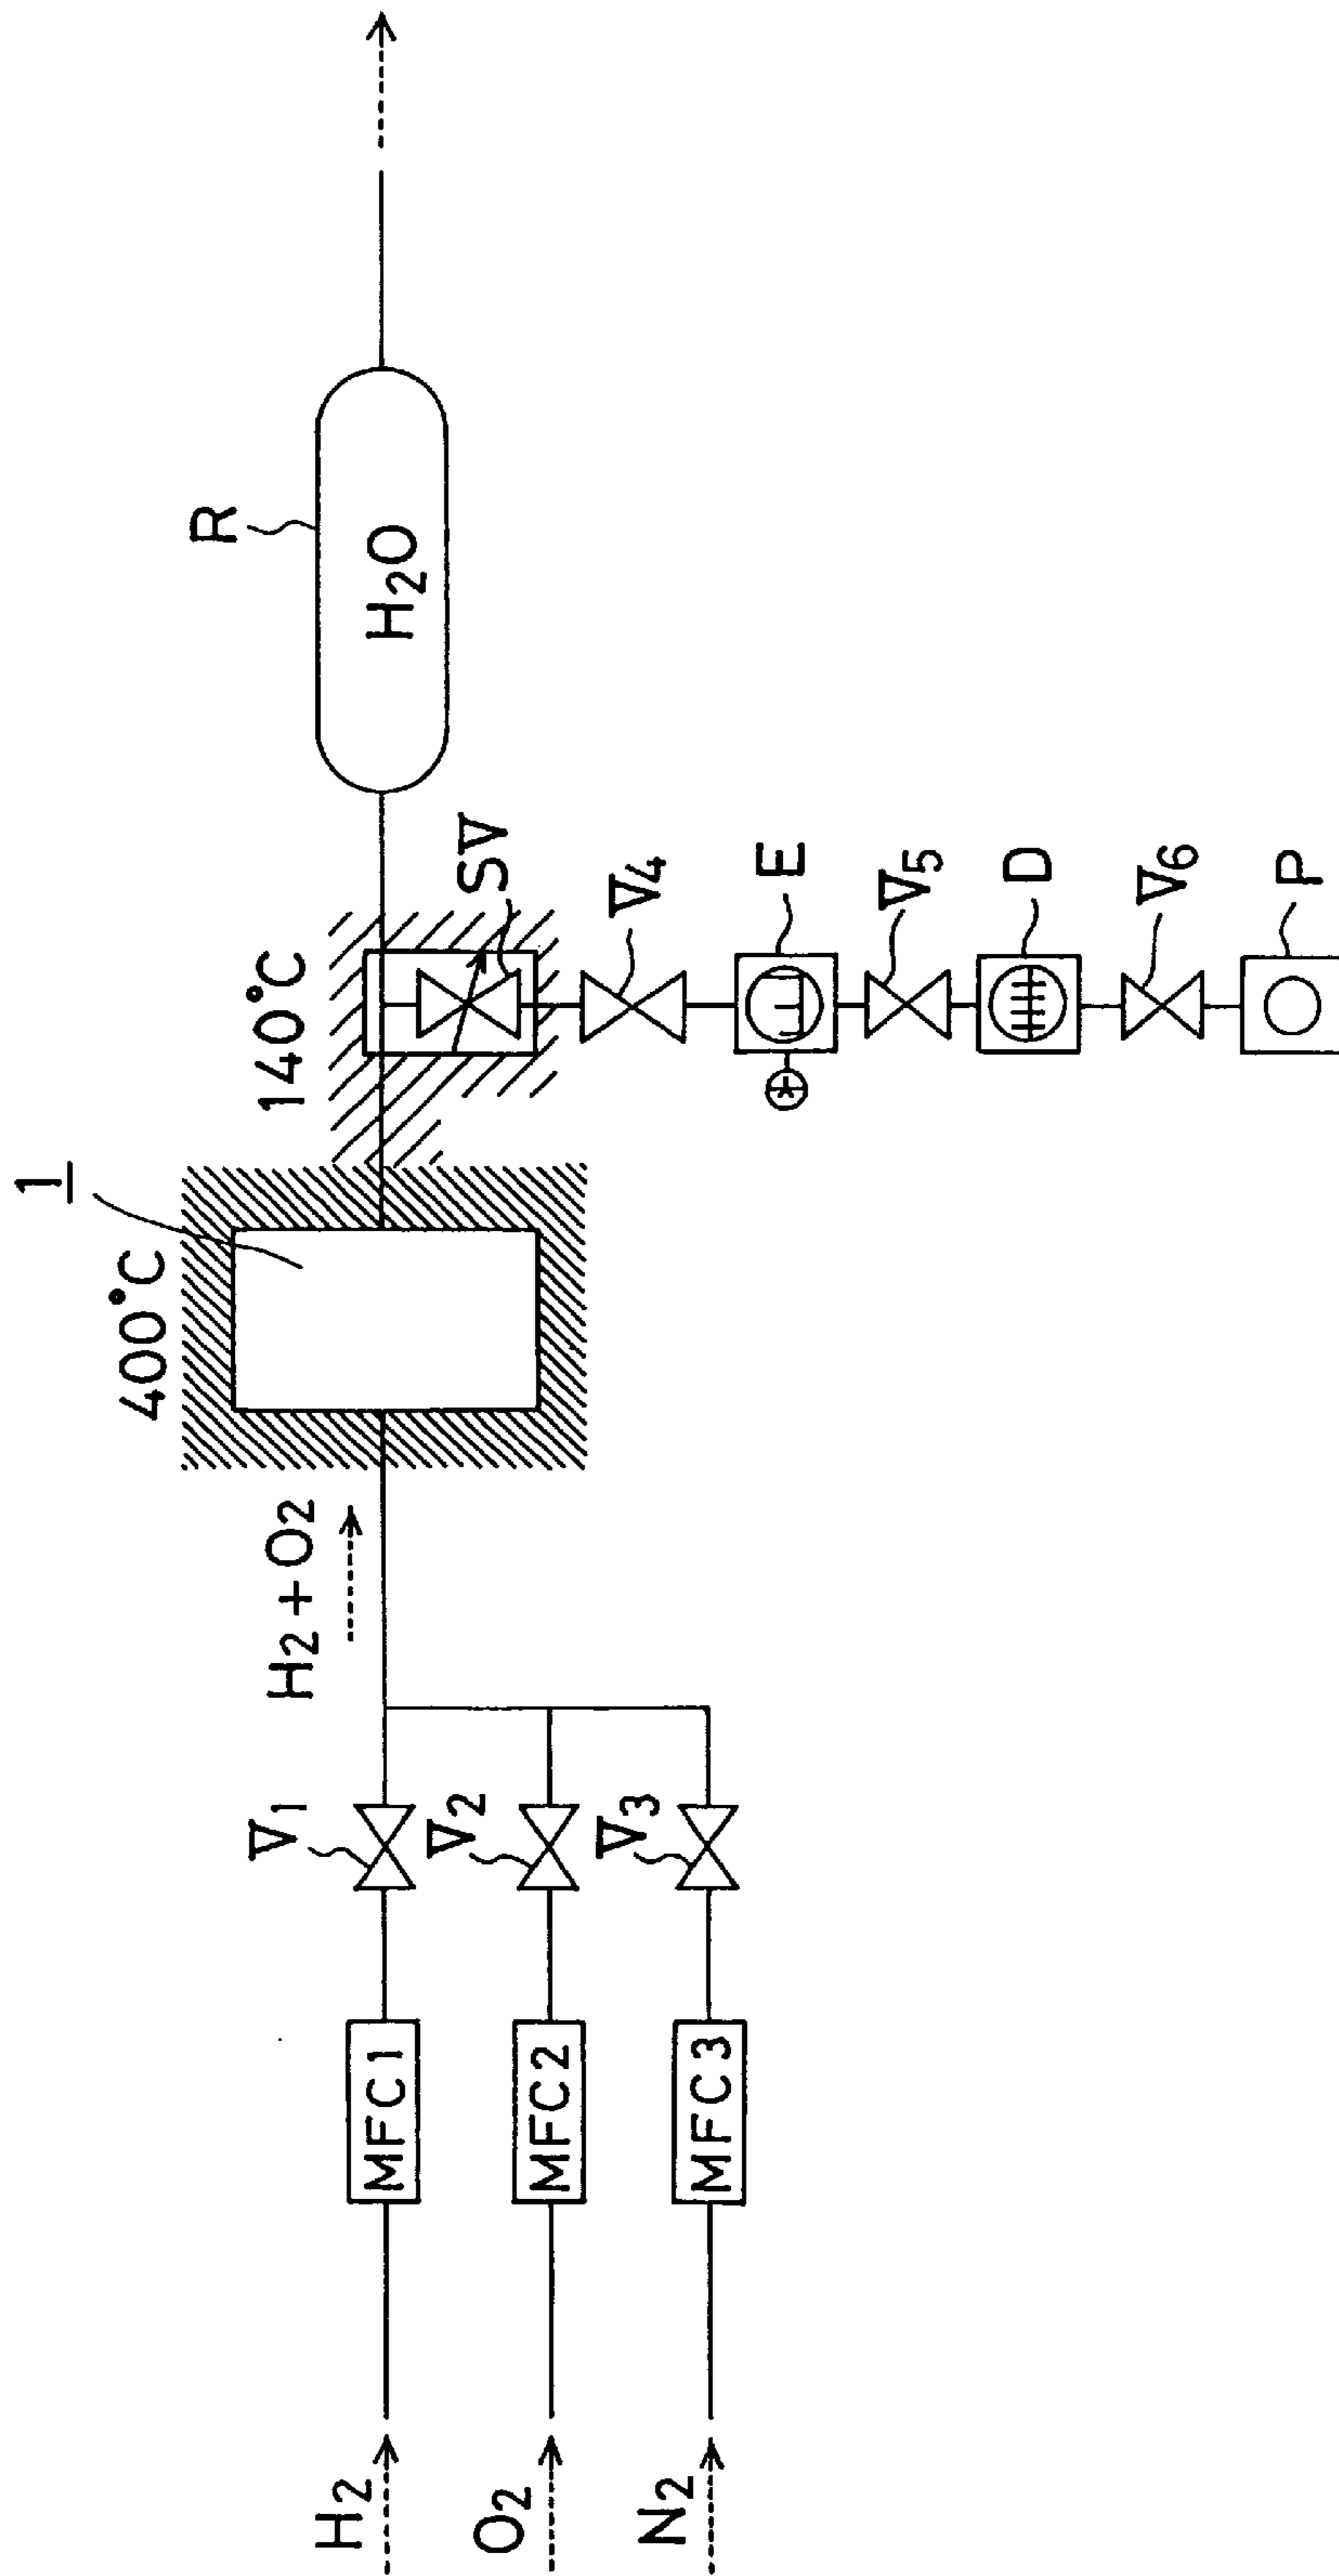 1
400°C
140°C
R
H2O
H2+O2
SV
V1
V4
MFC1
H2
V2
E
MFC2
O2
V5
V3
D
MFC3
N2
V6
P